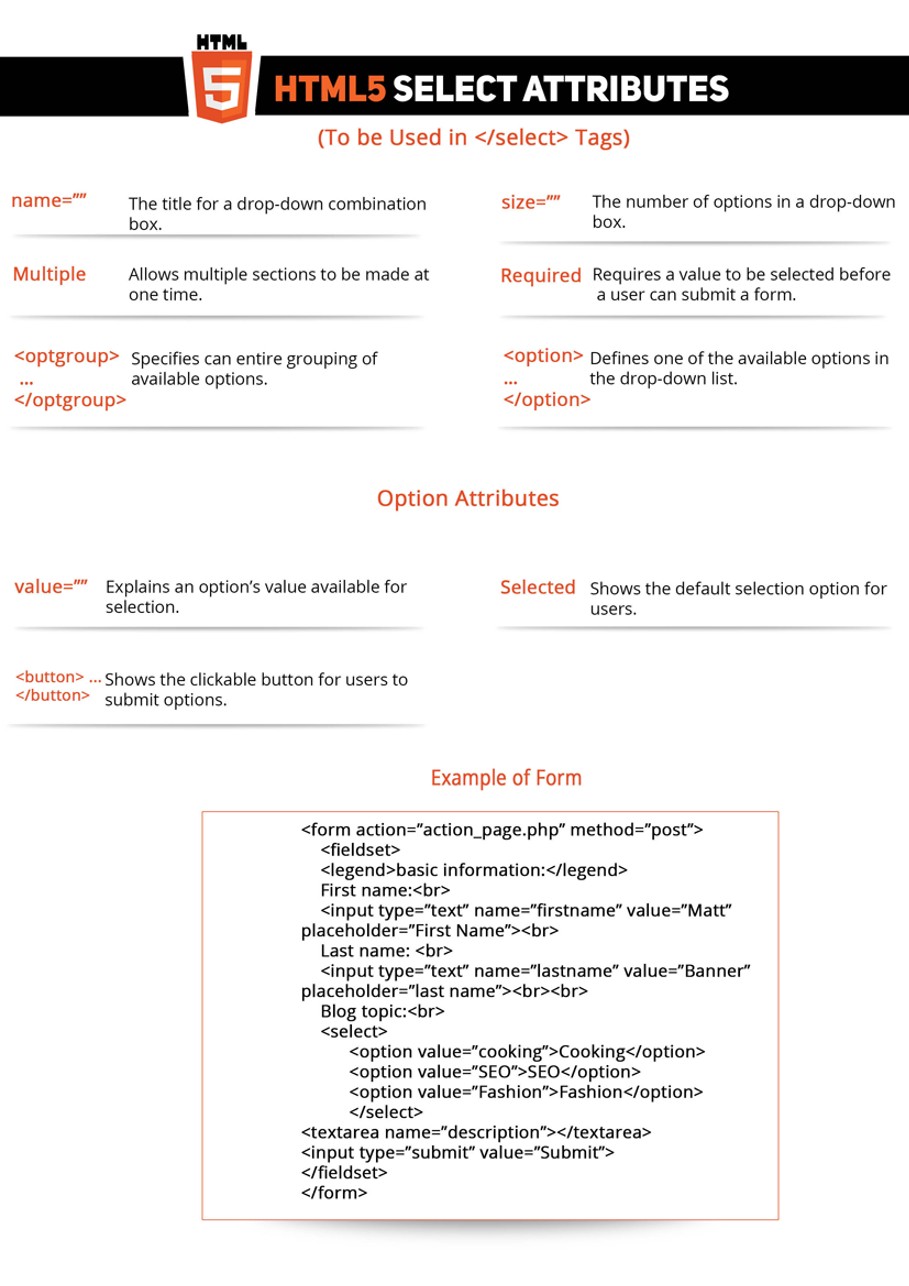 HTML
5
HTML5 SELECT ATTRIBUTES
(To be Used in </select> Tags)
name=””
The title for a drop-down combination
box.
size=””
The number of options in a drop-down
box.
Multiple
Allows multiple sections to be made at
one time.
Required
Requires a value to be selected before
a user can submit a form.
<optgroup>
...
</optgroup>
Specifies can entire grouping of
available options.
<option>
...
</option>
Defines one of the available options in
the drop-down list.
Option Attributes
value=””
Explains an option’s value available for
selection.
Selected
Shows the default selection option for
users.
<button> ...
</button>
Shows the clickable button for users to
submit options.
Example of Form
<form action=”action_page.php” method=”post”>
<fieldset>
<legend>basic information:</legend>
First name:<br>
<input type=”text” name=”firstname” value=”Matt”
placeholder=”First Name”><br>
Last name: <br>
<input type=”text” name=”lastname” value=”Banner”
placeholder=”last name”><br><br>
Blog topic:<br>
<select>
<option value=”cooking”>Cooking</option>
<option value=”SEO”>SEO</option>
<option value=”Fashion”>Fashion</option>
</select>
<textarea name=”description”></textarea>
<input type=”submit” value=”Submit”>
</fieldset>
</form>